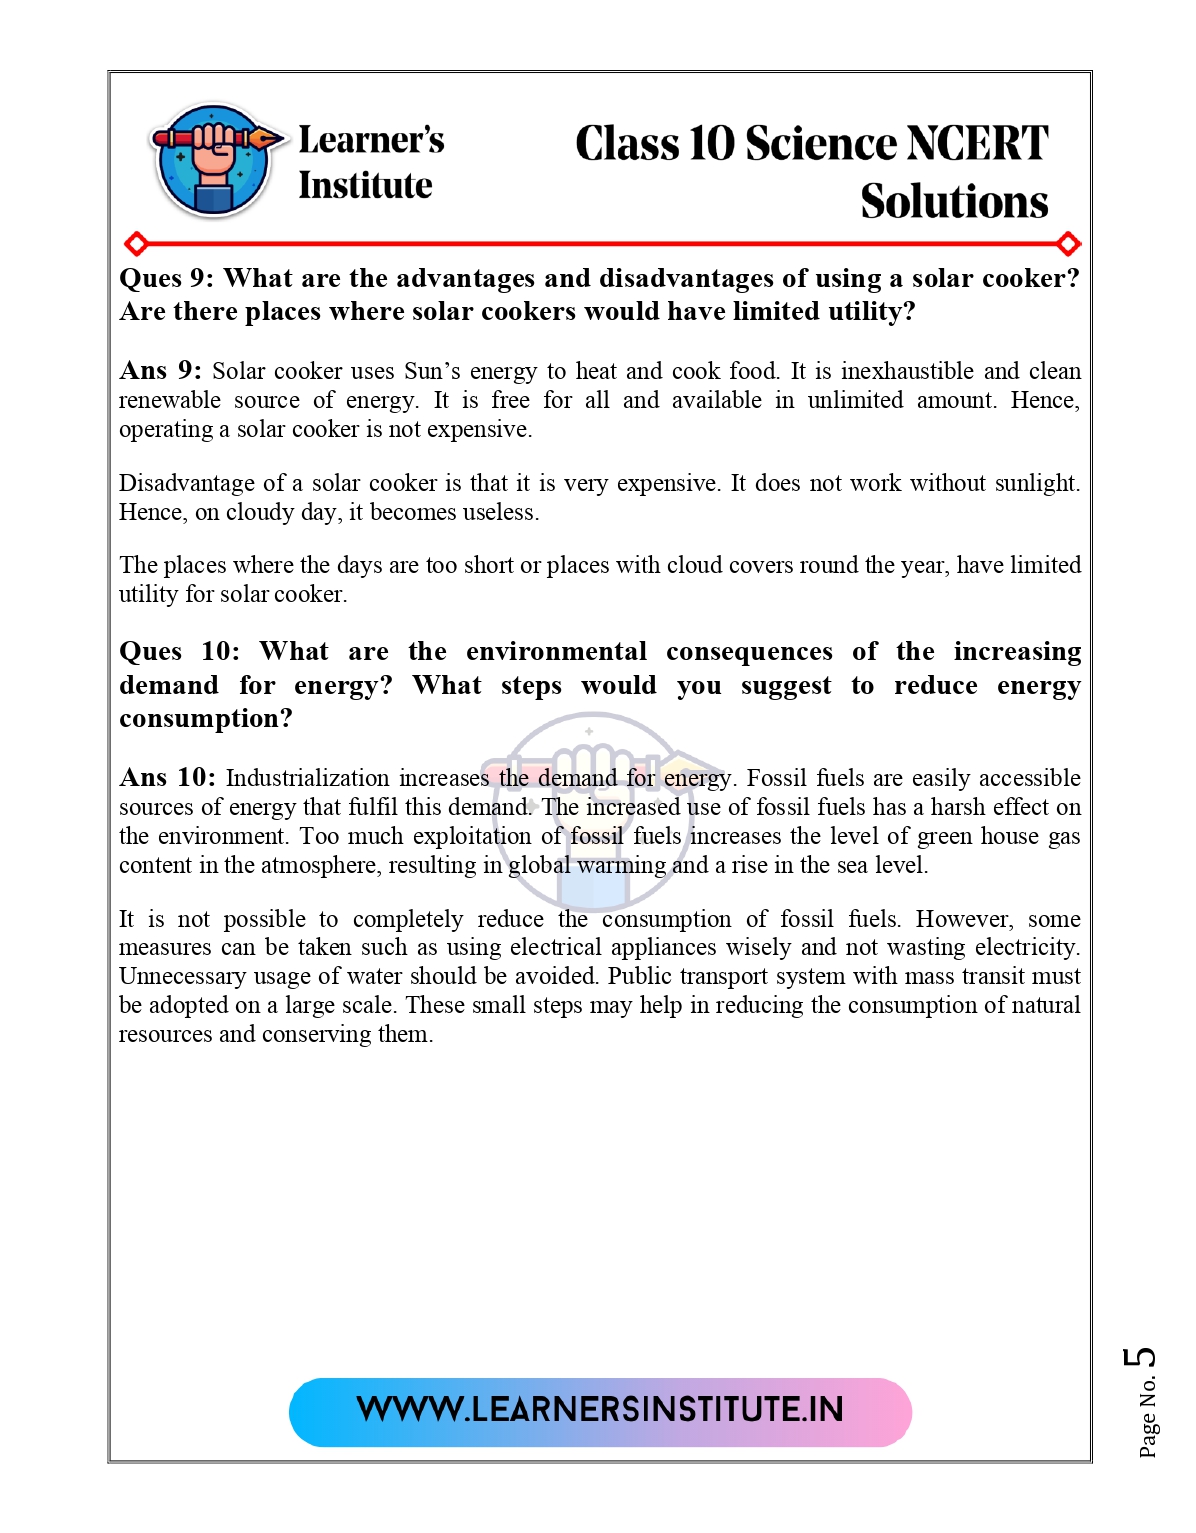 Learner's
Institute
Class 10 Science NCERT
Solutions
Ques 9: What are the advantages and disadvantages of using a solar cooker?
Are there places where solar cookers would have limited utility?
Ans 9: Solar cooker uses Sun’s energy to heat and cook food. It is inexhaustible and clean
renewable source of energy. It is free for all and available in unlimited amount. Hence,
operating a solar cooker is not expensive.
Disadvantage of a solar cooker is that it is very expensive. It does not work without sunlight.
Hence, on cloudy day, it becomes useless.
The places where the days are too short or places with cloud covers round the year, have limited
utility for solar cooker.
Ques 10: What are the environmental consequences of the increasing
demand for energy? What steps would you suggest to reduce energy
consumption?
Ans 10: Industrialization increases the demand for energy. Fossil fuels are easily accessible
sources of energy that fulfil this demand. The increased use of fossil fuels has a harsh effect on
the environment. Too much exploitation of fossil fuels increases the level of green house gas
content in the atmosphere, resulting in global warming and a rise in the sea level.
It is not possible to completely reduce the consumption of fossil fuels. However, some
measures can be taken such as using electrical appliances wisely and not wasting electricity.
Unnecessary usage of water should be avoided. Public transport system with mass transit must
be adopted on a large scale. These small steps may help in reducing the consumption of natural
resources and conserving them.
WWW.LEARNERSINSTITUTE.IN
Page No. 5